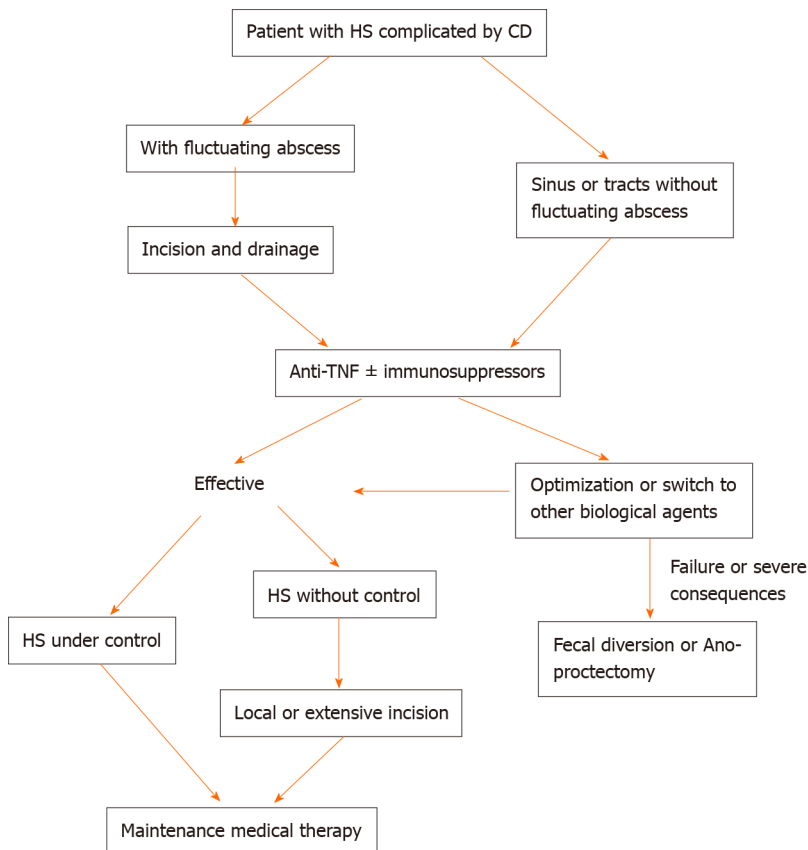 Patient with HS complicated by CD
With fluctuating abscess
Sinus or tracts without
fluctuating abscess
Incision and drainage
Anti-TNF ± immunosuppressors
Effective
Optimization or switch to
other biological agents
Failure or severe
consequences
HS without control
HS under control
Fecal diversion or Ano-
proctectomy
Local or extensive incision
Maintenance medical therapy